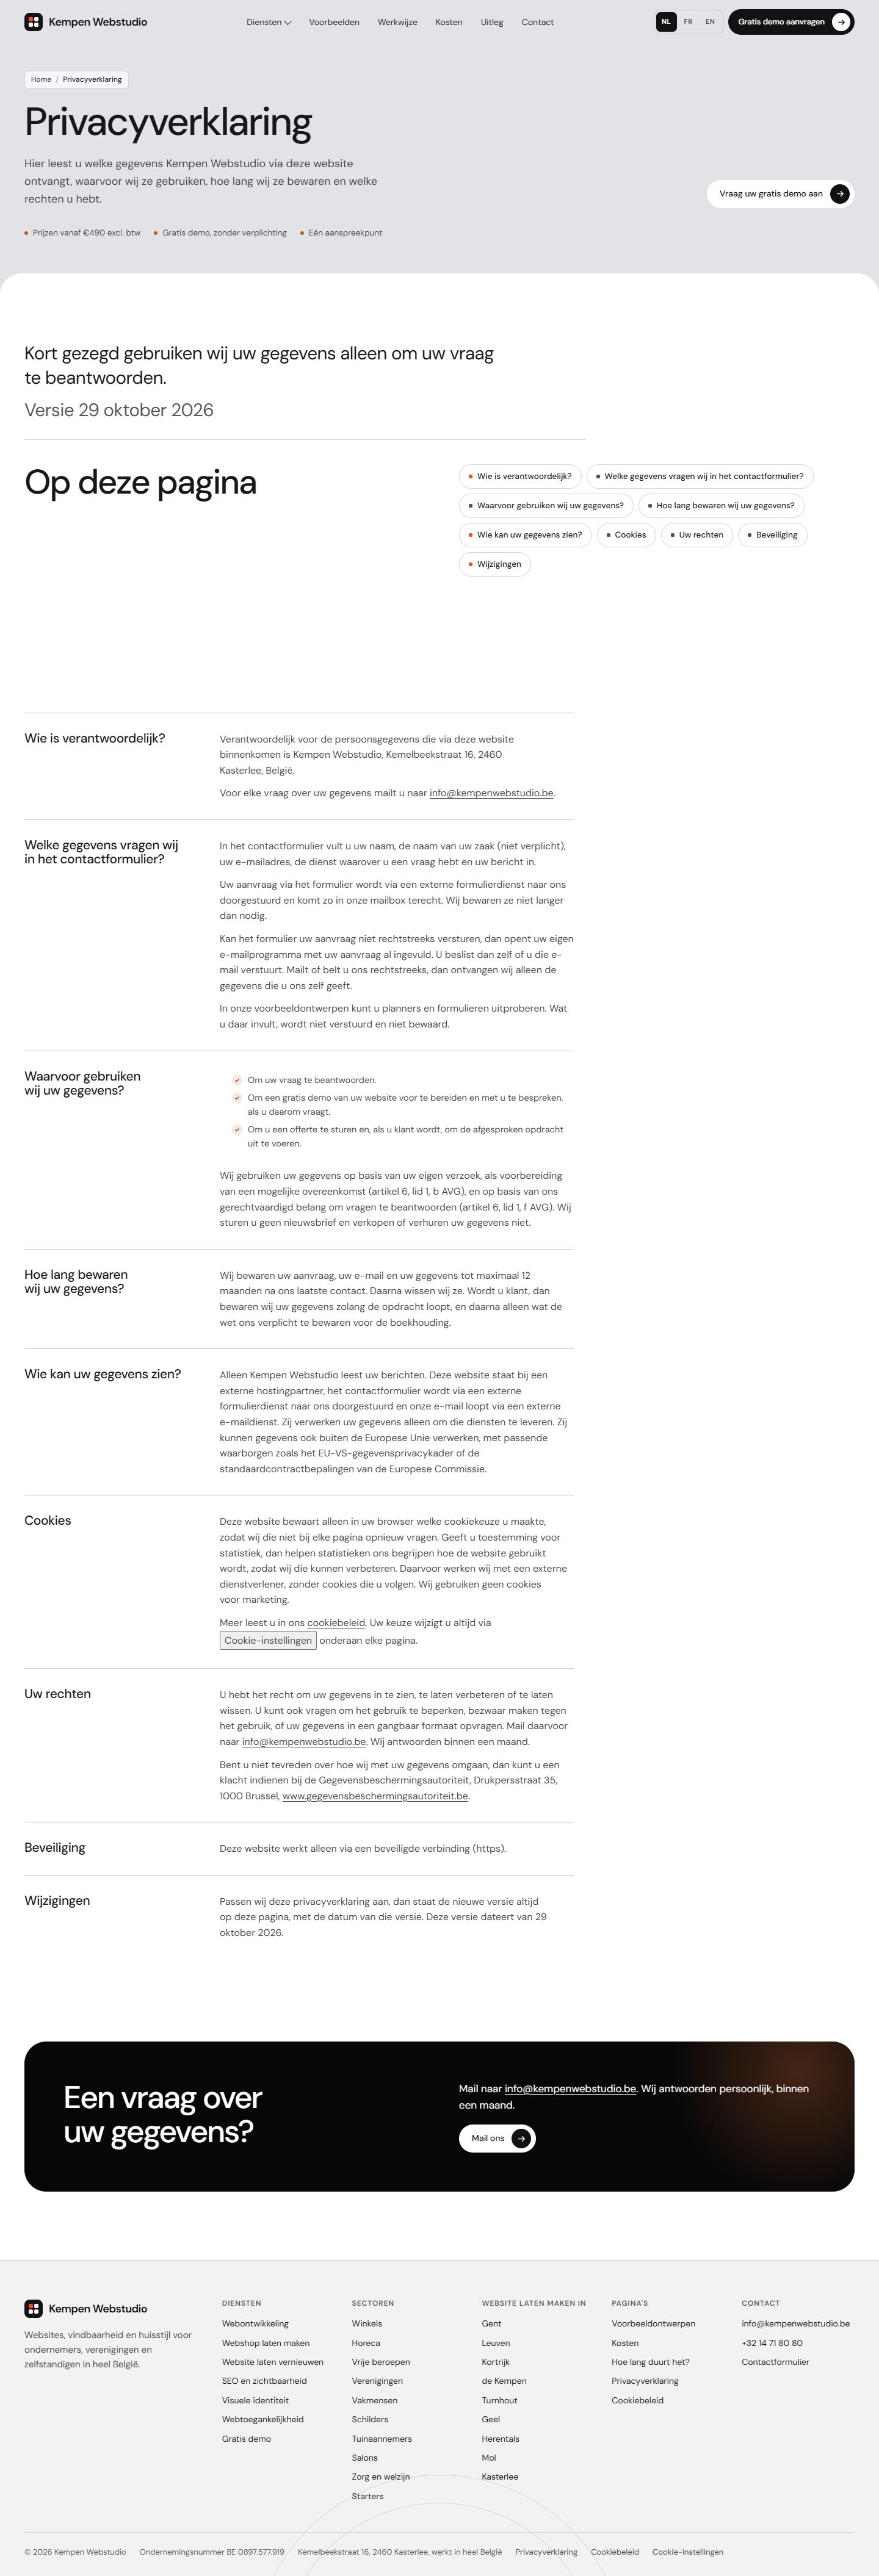 Kempen Webstudio
Diensten
Voorbeelden
Werkwijze
Kosten
Uitleg
Contact
NL
FR
EN
Gratis demo aanvragen
Home / Privacyverklaring
Privacyverklaring
Hier leest u welke gegevens Kempen Webstudio via deze website
ontvangt, waarvoor wij ze gebruiken, hoe lang wij ze bewaren en welke
rechten u hebt.
Vraag uw gratis demo aan
Prijzen vanaf €490 excl. btw
Gratis demo, zonder verplichting
Eén aanspreekpunt
Kort gezegd gebruiken wij uw gegevens alleen om uw vraag
te beantwoorden.
Versie 29 oktober 2026
Op deze pagina
Wie is verantwoordelijk?
Welke gegevens vragen wij in het contactformulier?
Waarvoor gebruiken wij uw gegevens?
Hoe lang bewaren wij uw gegevens?
Wie kan uw gegevens zien?
Cookies
Uw rechten
Beveiliging
Wijzigingen
Wie is verantwoordelijk?
Verantwoordelijk voor de persoonsgegevens die via deze website
binnenkomen is Kempen Webstudio, Kemelbeekstraat 16, 2460
Kasterlee, België.
Voor elke vraag over uw gegevens mailt u naar info@kempenwebstudio.be.
Welke gegevens vragen wij
in het contactformulier?
In het contactformulier vult u uw naam, de naam van uw zaak (niet verplicht),
uw e-mailadres, de dienst waarover u een vraag hebt en uw bericht in.
Uw aanvraag via het formulier wordt via een externe formulierdienst naar ons
doorgestuurd en komt zo in onze mailbox terecht. Wij bewaren ze niet langer
dan nodig.
Kan het formulier uw aanvraag niet rechtstreeks versturen, dan opent uw eigen
e-mailprogramma met uw aanvraag al ingevuld. U beslist dan zelf of u die e-
mail verstuurt. Mailt of belt u ons rechtstreeks, dan ontvangen wij alleen de
gegevens die u ons zelf geeft.
In onze voorbeeldontwerpen kunt u planners en formulieren uitproberen. Wat
u daar invult, wordt niet verstuurd en niet bewaard.
Waarvoor gebruiken
wij uw gegevens?
Om uw vraag te beantwoorden.
Om een gratis demo van uw website voor te bereiden en met u te bespreken,
als u daarom vraagt.
Om u een offerte te sturen en, als u klant wordt, om de afgesproken opdracht
uit te voeren.
Wij gebruiken uw gegevens op basis van uw eigen verzoek, als voorbereiding
van een mogelijke overeenkomst (artikel 6, lid 1, b AVG), en op basis van ons
gerechtvaardigd belang om vragen te beantwoorden (artikel 6, lid 1, f AVG). Wij
sturen u geen nieuwsbrief en verkopen of verhuren uw gegevens niet.
Hoe lang bewaren
wij uw gegevens?
Wij bewaren uw aanvraag, uw e-mail en uw gegevens tot maximaal 12
maanden na ons laatste contact. Daarna wissen wij ze. Wordt u klant, dan
bewaren wij uw gegevens zolang de opdracht loopt, en daarna alleen wat de
wet ons verplicht te bewaren voor de boekhouding.
Wie kan uw gegevens zien?
Alleen Kempen Webstudio leest uw berichten. Deze website staat bij een
externe hostingpartner, het contactformulier wordt via een externe
formulierdienst naar ons doorgestuurd en onze e-mail loopt via een externe
e-maildienst. Zij verwerken uw gegevens alleen om die diensten te leveren. Zij
kunnen gegevens ook buiten de Europese Unie verwerken, met passende
waarborgen zoals het EU-VS-gegevensprivacykader of de
standaardcontractbepalingen van de Europese Commissie.
Cookies
Deze website bewaart alleen in uw browser welke cookiekeuze u maakte,
zodat wij die niet bij elke pagina opnieuw vragen. Geeft u toestemming voor
statistiek, dan helpen statistieken ons begrijpen hoe de website gebruikt
wordt, zodat wij die kunnen verbeteren. Daarvoor werken wij met een externe
dienstverlener, zonder cookies die u volgen. Wij gebruiken geen cookies
voor marketing.
Meer leest u in ons cookiebeleid. Uw keuze wijzigt u altijd via
Cookie-instellingen onderaan elke pagina.
Uw rechten
U hebt het recht om uw gegevens in te zien, te laten verbeteren of te laten
wissen. U kunt ook vragen om het gebruik te beperken, bezwaar maken tegen
het gebruik, of uw gegevens in een gangbaar formaat opvragen. Mail daarvoor
naar info@kempenwebstudio.be. Wij antwoorden binnen een maand.
Bent u niet tevreden over hoe wij met uw gegevens omgaan, dan kunt u een
klacht indienen bij de Gegevensbeschermingsautoriteit, Drukpersstraat 35,
1000 Brussel, www.gegevensbeschermingsautoriteit.be.
Beveiliging
Deze website werkt alleen via een beveiligde verbinding (https).
Wijzigingen
Passen wij deze privacyverklaring aan, dan staat de nieuwe versie altijd
op deze pagina, met de datum van die versie. Deze versie dateert van 29
oktober 2026.
Een vraag over
uw gegevens?
Mail naar info@kempenwebstudio.be. Wij antwoorden persoonlijk, binnen
een maand.
Mail ons
Kempen Webstudio
Websites, vindbaarheid en huisstijl voor
ondernemers, verenigingen en
zelfstandigen in heel België.
DIENSTEN
Webontwikkeling
Webshop laten maken
Website laten vernieuwen
SEO en zichtbaarheid
Visuele identiteit
Webtoegankelijkheid
Gratis demo
SECTOREN
Winkels
Horeca
Vrije beroepen
Verenigingen
Vakmensen
Schilders
Tuinaannemers
Salons
Zorg en welzijn
Starters
WEBSITE LATEN MAKEN IN
Gent
Leuven
Kortrijk
de Kempen
Turnhout
Geel
Herentals
Mol
Kasterlee
PAGINA'S
Voorbeeldontwerpen
Kosten
Hoe lang duurt het?
Privacyverklaring
Cookiebeleid
CONTACT
info@kempenwebstudio.be
+32 14 71 80 80
Contactformulier
© 2026 Kempen Webstudio
Ondernemingsnummer BE 0897.577.919
Kemelbeekstraat 16, 2460 Kasterlee, werkt in heel België
Privacyverklaring
Cookiebeleid
Cookie-instellingen